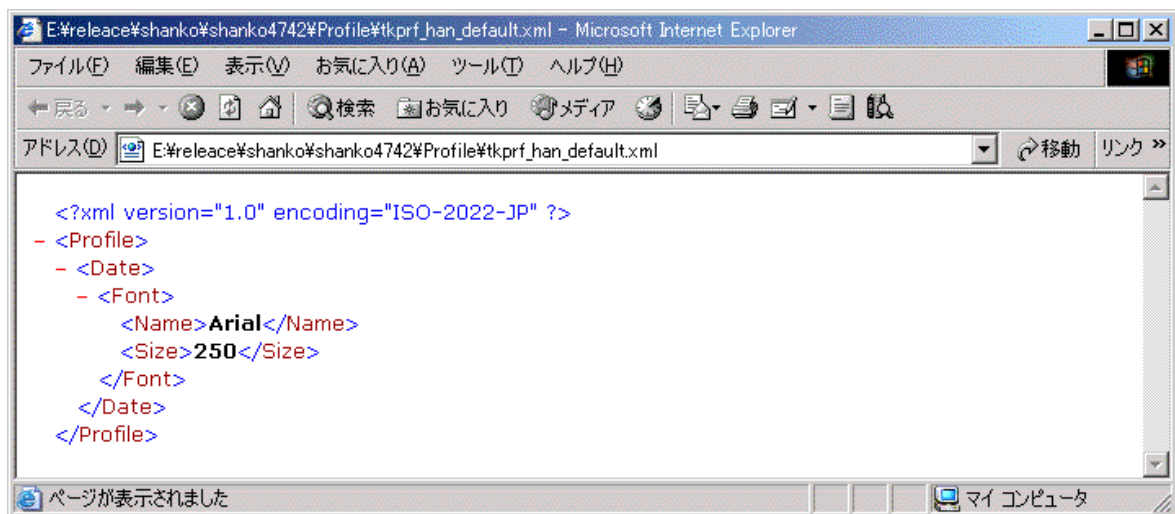 E:¥releace¥shanko¥shanko4742¥Profile¥tkprf_han_default.xml - Microsoft Internet Explorer
ファイル(F) 編集(E) 表示(V) お気に入り(A) ツール(T) ヘルプ(H)
戻る 検索 お気に入り メディア
アドレス(D) E:¥releace¥shanko¥shanko4742¥Profile¥tkprf_han_default.xml 移動 リンク »
<?xml version="1.0" encoding="ISO-2022-JP" ?>
- <Profile>
- <Date>
- <Font>
<Name>Arial</Name>
<Size>250</Size>
</Font>
</Date>
</Profile>
ページが表示されました マイ コンピュータ